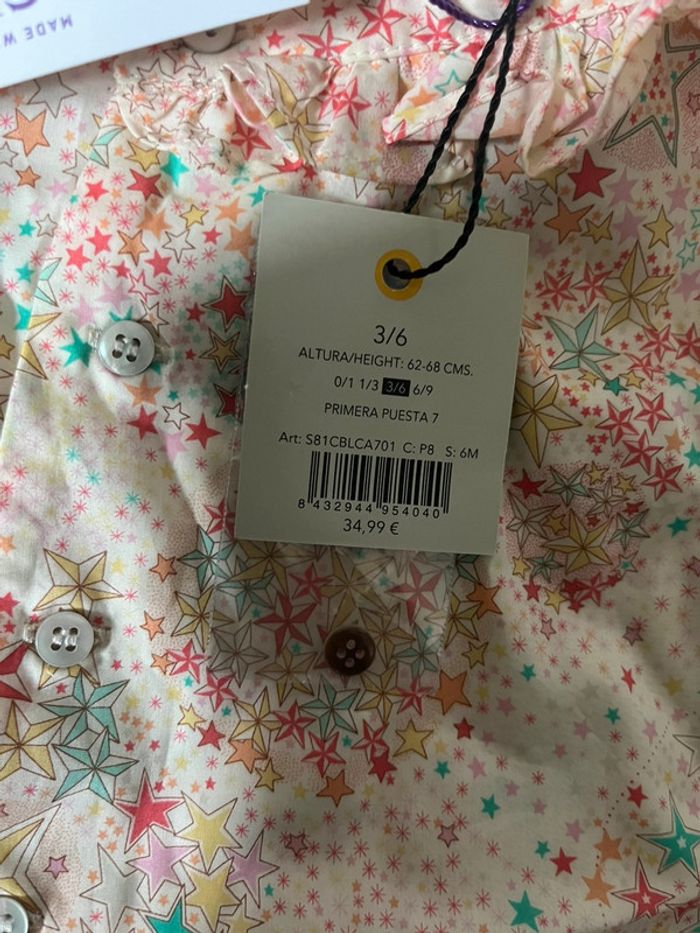 MADE W
3/6
ALTURA/HEIGHT: 62-68 CMS.
0/1 1/3 3/6 6/9
PRIMERA PUESTA 7
Art: S81CBLCA701 C: P8 S: 6M
8 432944 954040
34,99 €